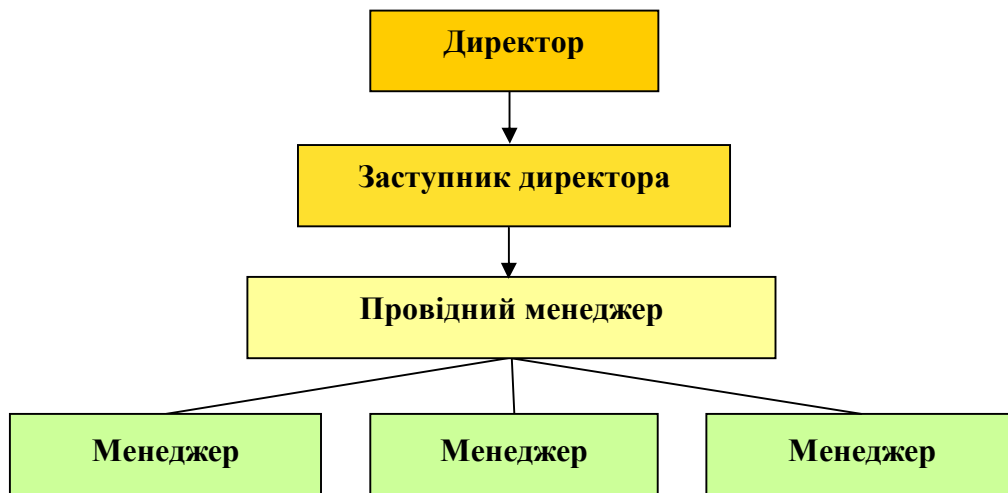 Директор
Заступник директора
Провідний менеджер
Менеджер
Менеджер
Менеджер